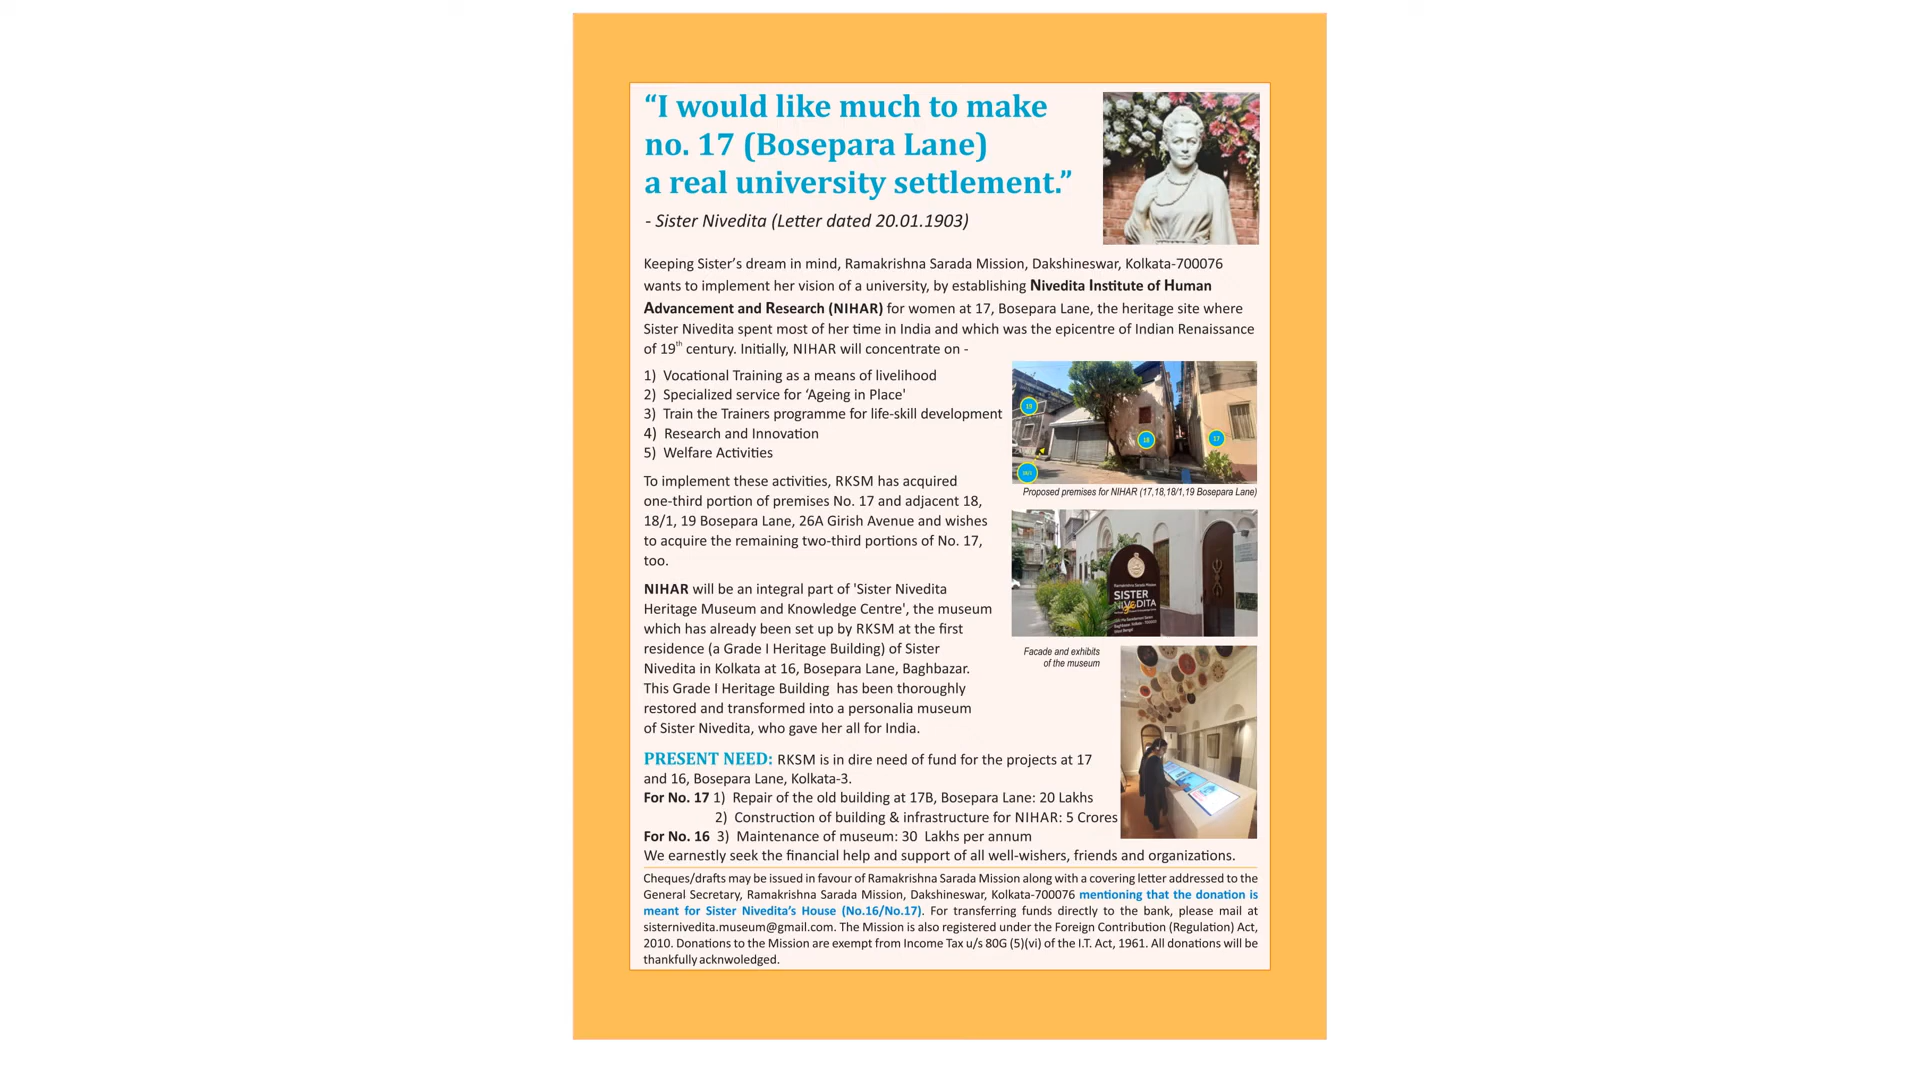 “I would like much to make
no. 17 (Bosepara Lane)
a real university settlement.”
- Sister Nivedita (Letter dated 20.01.1903)
Keeping Sister’s dream in mind, Ramakrishna Sarada Mission, Dakshineswar, Kolkata-700076
wants to implement her vision of a university, by establishing Nivedita Institute of Human
Advancement and Research (NIHAR) for women at 17, Bosepara Lane, the heritage site where
Sister Nivedita spent most of her time in India and which was the epicentre of Indian Renaissance
of 19th century. Initially, NIHAR will concentrate on -
1) Vocational Training as a means of livelihood
2) Specialized service for ‘Ageing in Place'
3) Train the Trainers programme for life-skill development
4) Research and Innovation
5) Welfare Activities
19
18
17
18/1
Proposed premises for NIHAR (17,18,18/1,19 Bosepara Lane)
To implement these activities, RKSM has acquired
one-third portion of premises No. 17 and adjacent 18,
18/1, 19 Bosepara Lane, 26A Girish Avenue and wishes
to acquire the remaining two-third portions of No. 17,
too.
NIHAR will be an integral part of 'Sister Nivedita
Heritage Museum and Knowledge Centre', the museum
which has already been set up by RKSM at the first
residence (a Grade I Heritage Building) of Sister
Nivedita in Kolkata at 16, Bosepara Lane, Baghbazar.
This Grade I Heritage Building has been thoroughly
restored and transformed into a personalia museum
of Sister Nivedita, who gave her all for India.
Ramakrishna Sarada Mission
SISTER
NIVEDITA
Facade and exhibits
of the museum
PRESENT NEED: RKSM is in dire need of fund for the projects at 17
and 16, Bosepara Lane, Kolkata-3.
For No. 17 1) Repair of the old building at 17B, Bosepara Lane: 20 Lakhs
2) Construction of building & infrastructure for NIHAR: 5 Crores
For No. 16 3) Maintenance of museum: 30 Lakhs per annum
We earnestly seek the financial help and support of all well-wishers, friends and organizations.
Cheques/drafts may be issued in favour of Ramakrishna Sarada Mission along with a covering letter addressed to the
General Secretary, Ramakrishna Sarada Mission, Dakshineswar, Kolkata-700076 mentioning that the donation is
meant for Sister Nivedita’s House (No.16/No.17). For transferring funds directly to the bank, please mail at
sisternivedita.museum@gmail.com. The Mission is also registered under the Foreign Contribution (Regulation) Act,
2010. Donations to the Mission are exempt from Income Tax u/s 80G (5)(vi) of the I.T. Act, 1961. All donations will be
thankfully acknwoledged.